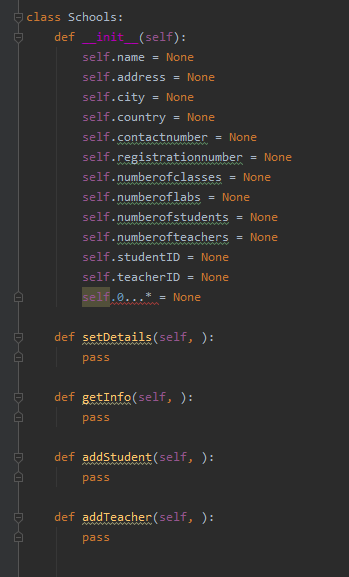 class Schools:
def __init__(self):
self.name = None
self.address = None
self.city = None
self.country = None
self.contactnumber = None
self.registrationnumber = None
self.numberofclasses = None
self.numberoflabs = None
self.numberofstudents = None
self.numberofteachers = None
self.studentID = None
self.teacherID = None
self.0...* = None
def setDetails(self, ):
pass
def getInfo(self, ):
pass
def addStudent(self, ):
pass
def addTeacher(self, ):
pass